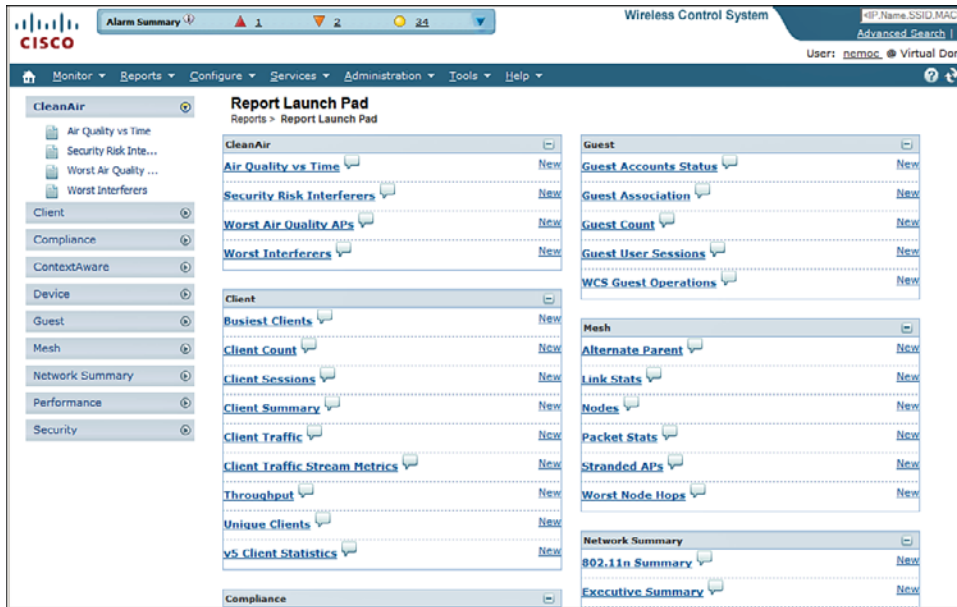 CISCO
Alarm Summary 1 2 24
Wireless Control System
<IP,Name,SSID,MAC
Advanced Search |
User: nemoc @ Virtual Dor
Monitor Reports Configure Services Administration Tools Help
CleanAir
Air Quality vs Time
Security Risk Inte...
Worst Air Quality ...
Worst Interferers
Client
Compliance
ContextAware
Device
Guest
Mesh
Network Summary
Performance
Security
Report Launch Pad
Reports > Report Launch Pad
CleanAir
Air Quality vs Time New
Security Risk Interferers New
Worst Air Quality APs New
Worst Interferers New
Client
Busiest Clients New
Client Count New
Client Sessions New
Client Summary New
Client Traffic New
Client Traffic Stream Metrics New
Throughput New
Unique Clients New
v5 Client Statistics New
Compliance
Guest
Guest Accounts Status New
Guest Association New
Guest Count New
Guest User Sessions New
WCS Guest Operations New
Mesh
Alternate Parent New
Link Stats New
Nodes New
Packet Stats New
Stranded APs New
Worst Node Hops New
Network Summary
802.11n Summary New
Executive Summary New